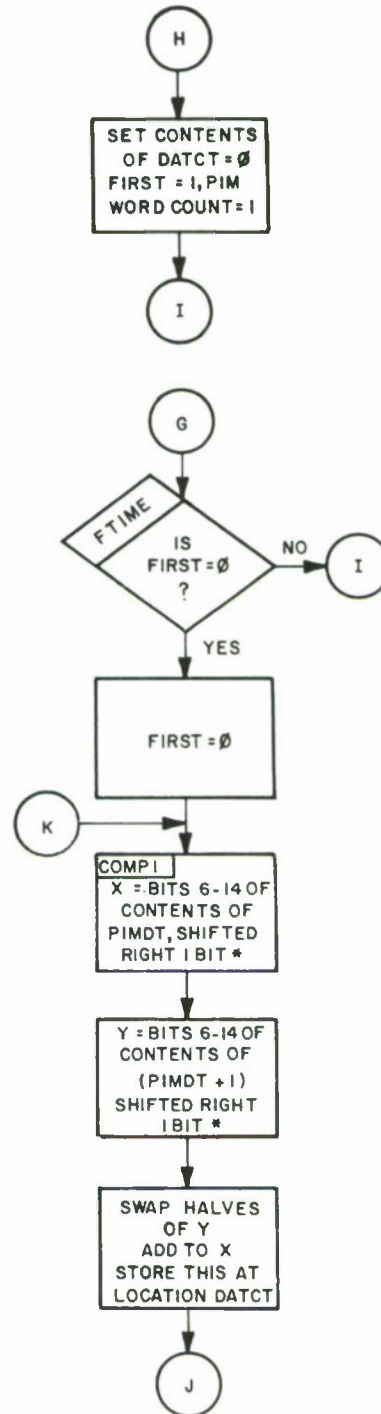 H
SET CONTENTS
OF DATCT = Ø
FIRST = 1, PIM
WORD COUNT = 1
I
G
FTIME
IS
FIRST = Ø
?
NO
I
YES
FIRST = Ø
K
COMP1
X = BITS 6-14 OF
CONTENTS OF
PIMDT, SHIFTED
RIGHT 1 BIT *
Y = BITS 6-14 OF
CONTENTS OF
(PIMDT + 1)
SHIFTED RIGHT
1 BIT *
SWAP HALVES
OF Y
ADD TO X
STORE THIS AT
LOCATION DATCT
J